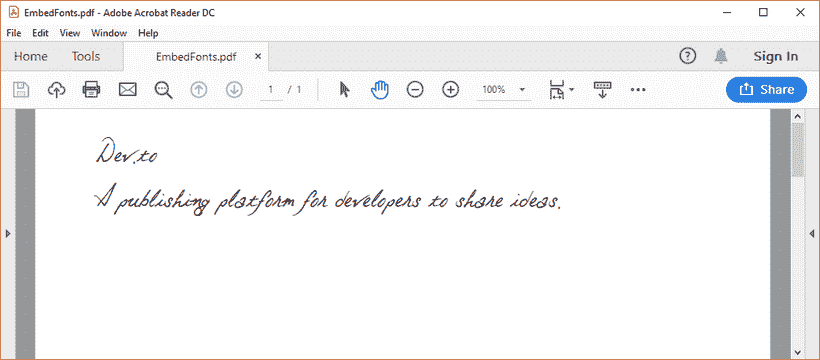 EmbedFonts.pdf - Adobe Acrobat Reader DC
File Edit View Window Help
Home Tools EmbedFonts.pdf × ? Sign In
1 / 1 100% Share
Dev.to
A publishing platform for developers to share ideas.